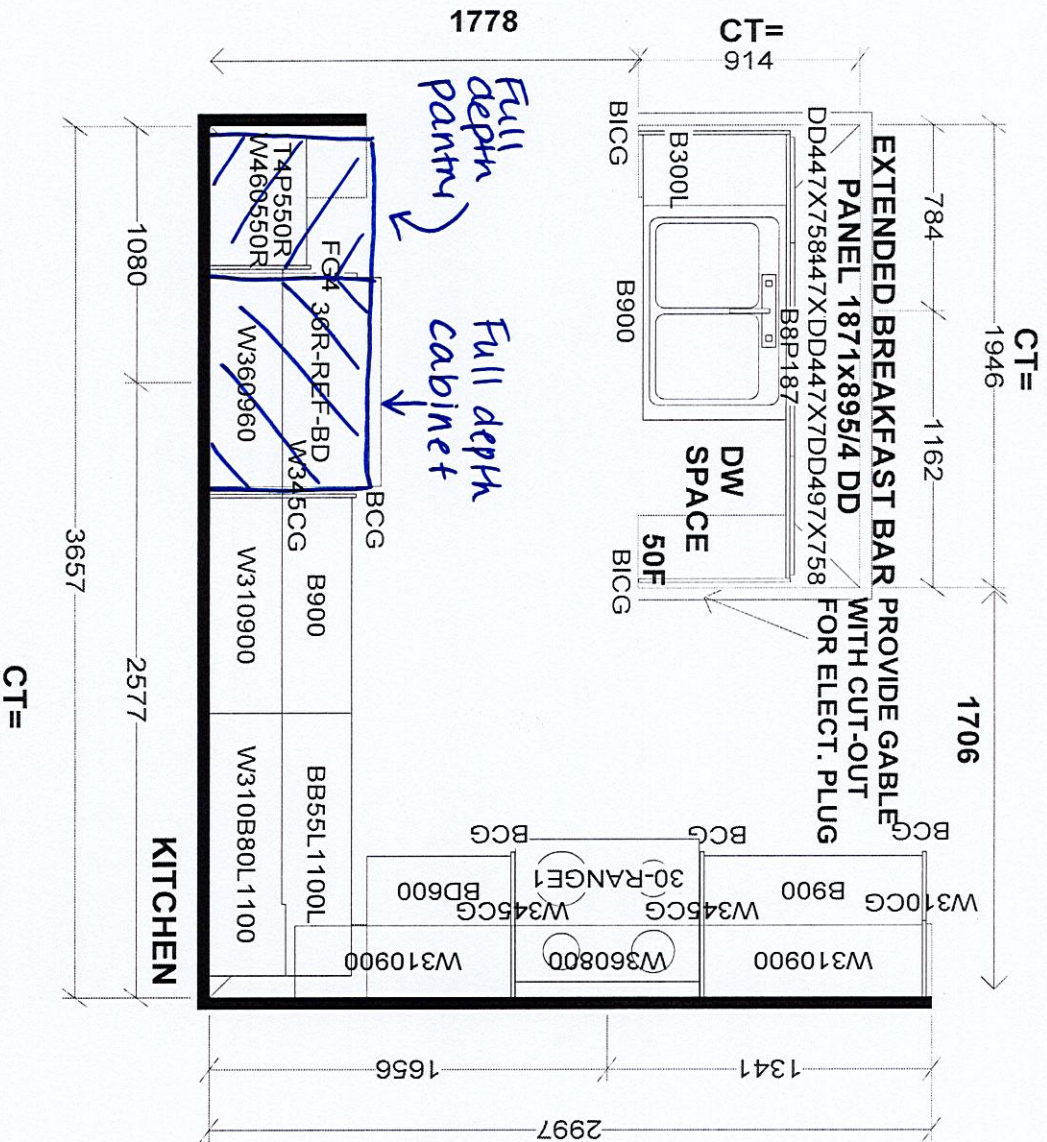 1778
CT=
914
CT=
1946
784
1162
EXTENDED BREAKFAST BAR
PANEL 1871x895/4 DD
DD447X758447XDD447X7DD497X758
BICG
B300L
B900
B8P187
DW
SPACE
50F
BICG
PROVIDE GABLE
WITH CUT-OUT
FOR ELECT. PLUG
1706
Full
depth
pantry
Full depth
cabinet
T4P550R
W460550R
FG4
36R-REF-BD
W360960
W345CG
BCG
B900
W310900
BB55L1100L
W310B80L1100
1080
2577
3657
CT=
KITCHEN
BCG
BCG
BCG
BD600
30-RANGE1
B900
W345CG
W345CG
W310CG
W310900
W360800
W310900
1656
1341
2997